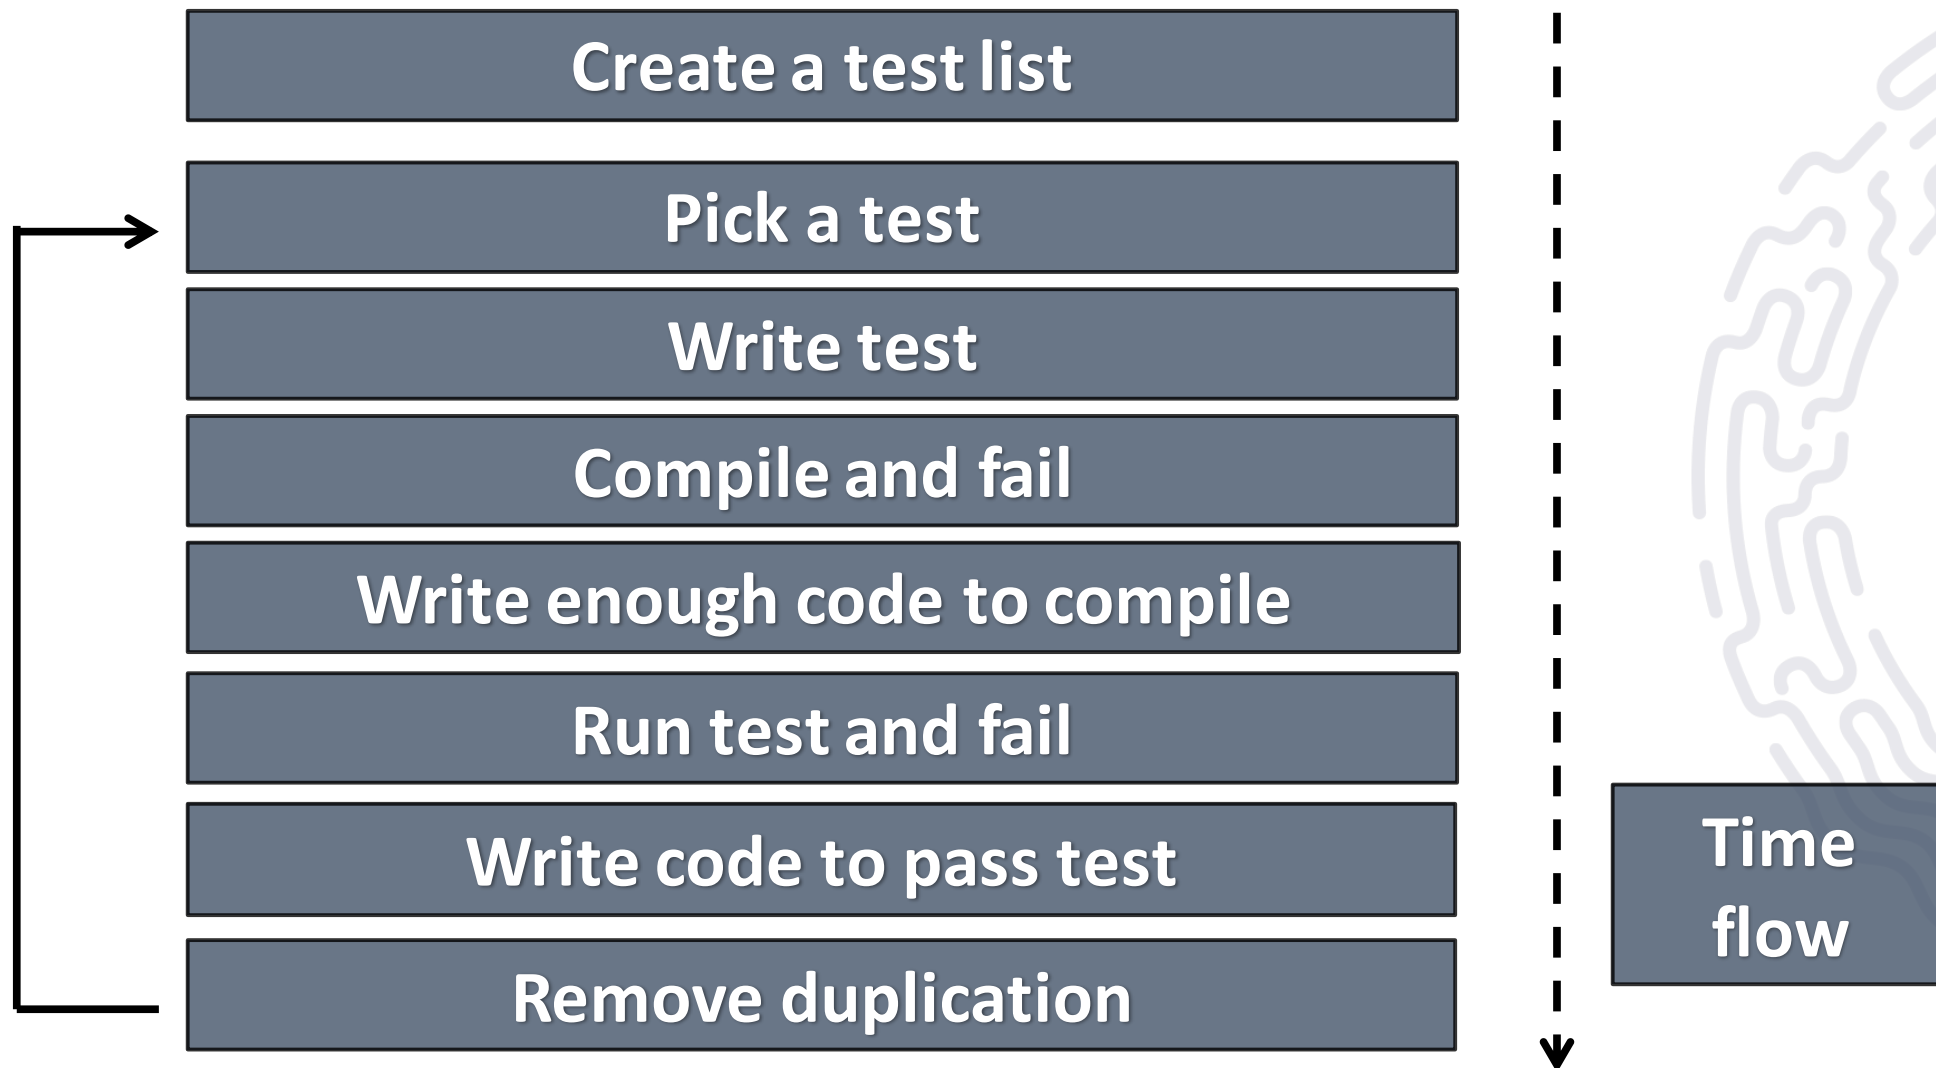 Create a test list
Pick a test
Write test
Compile and fail
Write enough code to compile
Run test and fail
Write code to pass test
Remove duplication
Time
flow